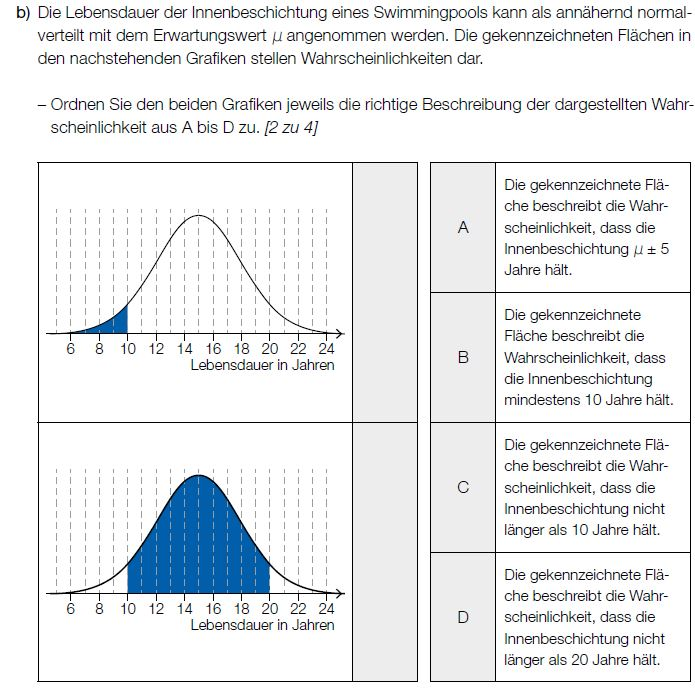 b) Die Lebensdauer der Innenbeschichtung eines Swimmingpools kann als annähernd normal-
verteilt mit dem Erwartungswert μ angenommen werden. Die gekennzeichneten Flächen in
den nachstehenden Grafiken stellen Wahrscheinlichkeiten dar.
– Ordnen Sie den beiden Grafiken jeweils die richtige Beschreibung der dargestellten Wahr-
scheinlichkeit aus A bis D zu. [2 zu 4]
6 8 10 12 14 16 18 20 22 24
Lebensdauer in Jahren
6 8 10 12 14 16 18 20 22 24
Lebensdauer in Jahren
A
Die gekennzeichnete Flä-
che beschreibt die Wahr-
scheinlichkeit, dass die
Innenbeschichtung μ ± 5
Jahre hält.
B
Die gekennzeichnete
Fläche beschreibt die
Wahrscheinlichkeit, dass
die Innenbeschichtung
mindestens 10 Jahre hält.
C
Die gekennzeichnete Flä-
che beschreibt die Wahr-
scheinlichkeit, dass die
Innenbeschichtung nicht
länger als 10 Jahre hält.
D
Die gekennzeichnete Flä-
che beschreibt die Wahr-
scheinlichkeit, dass die
Innenbeschichtung nicht
länger als 20 Jahre hält.